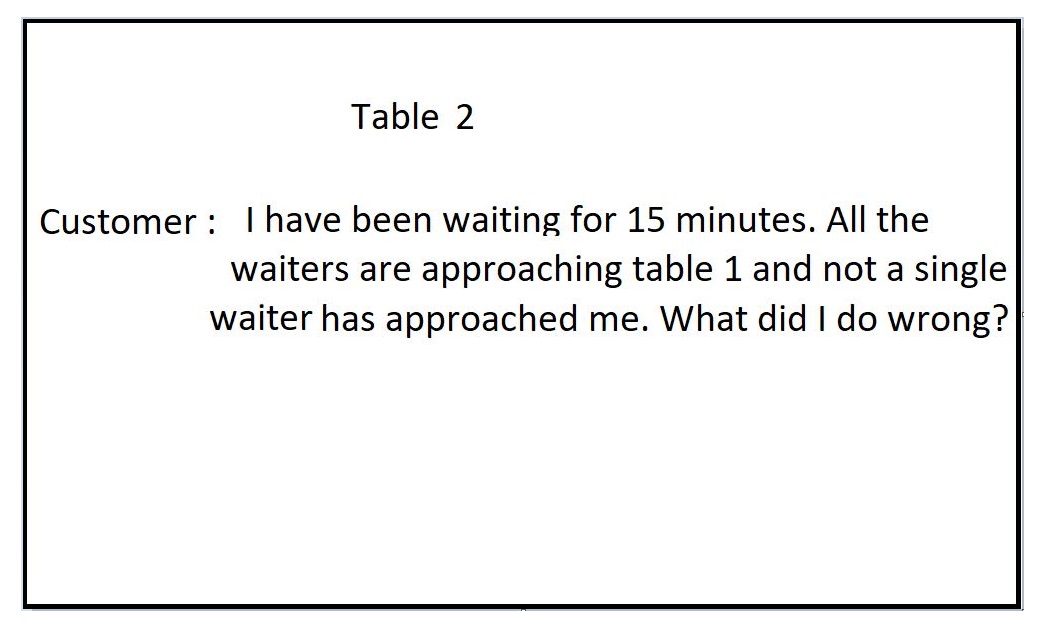 Table 2
Customer : I have been waiting for 15 minutes. All the
waiters are approaching table 1 and not a single
waiter has approached me. What did I do wrong?